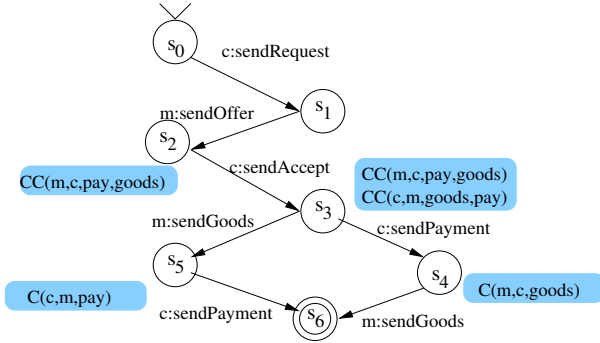 s0
c:sendRequest
m:sendOffer
s1
s2
c:sendAccept
CC(m,c,pay,goods)
CC(m,c,pay,goods)
CC(c,m,goods,pay)
s3
m:sendGoods
c:sendPayment
s5
s4
C(c,m,pay)
C(m,c,goods)
c:sendPayment
s6
m:sendGoods